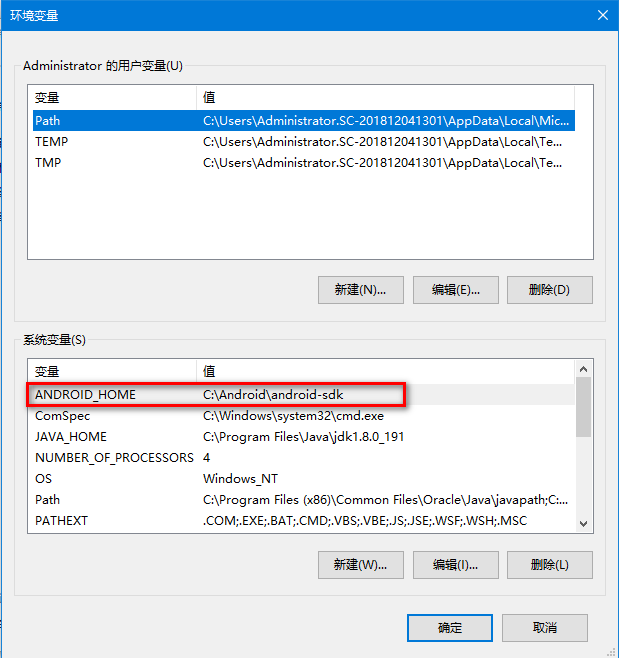 环境变量
Administrator 的用户变量(U)
变量 值
Path C:\Users\Administrator.SC-201812041301\AppData\Local\Mic...
TEMP C:\Users\Administrator.SC-201812041301\AppData\Local\Te...
TMP C:\Users\Administrator.SC-201812041301\AppData\Local\Te...
新建(N)... 编辑(E)... 删除(D)
系统变量(S)
变量 值
ANDROID_HOME C:\Android\android-sdk
ComSpec C:\Windows\system32\cmd.exe
JAVA_HOME C:\Program Files\Java\jdk1.8.0_191
NUMBER_OF_PROCESSORS 4
OS Windows_NT
Path C:\Program Files (x86)\Common Files\Oracle\Java\javapath;C:...
PATHEXT .COM;.EXE;.BAT;.CMD;.VBS;.VBE;.JS;.JSE;.WSF;.WSH;.MSC
新建(W)... 编辑(I)... 删除(L)
确定 取消